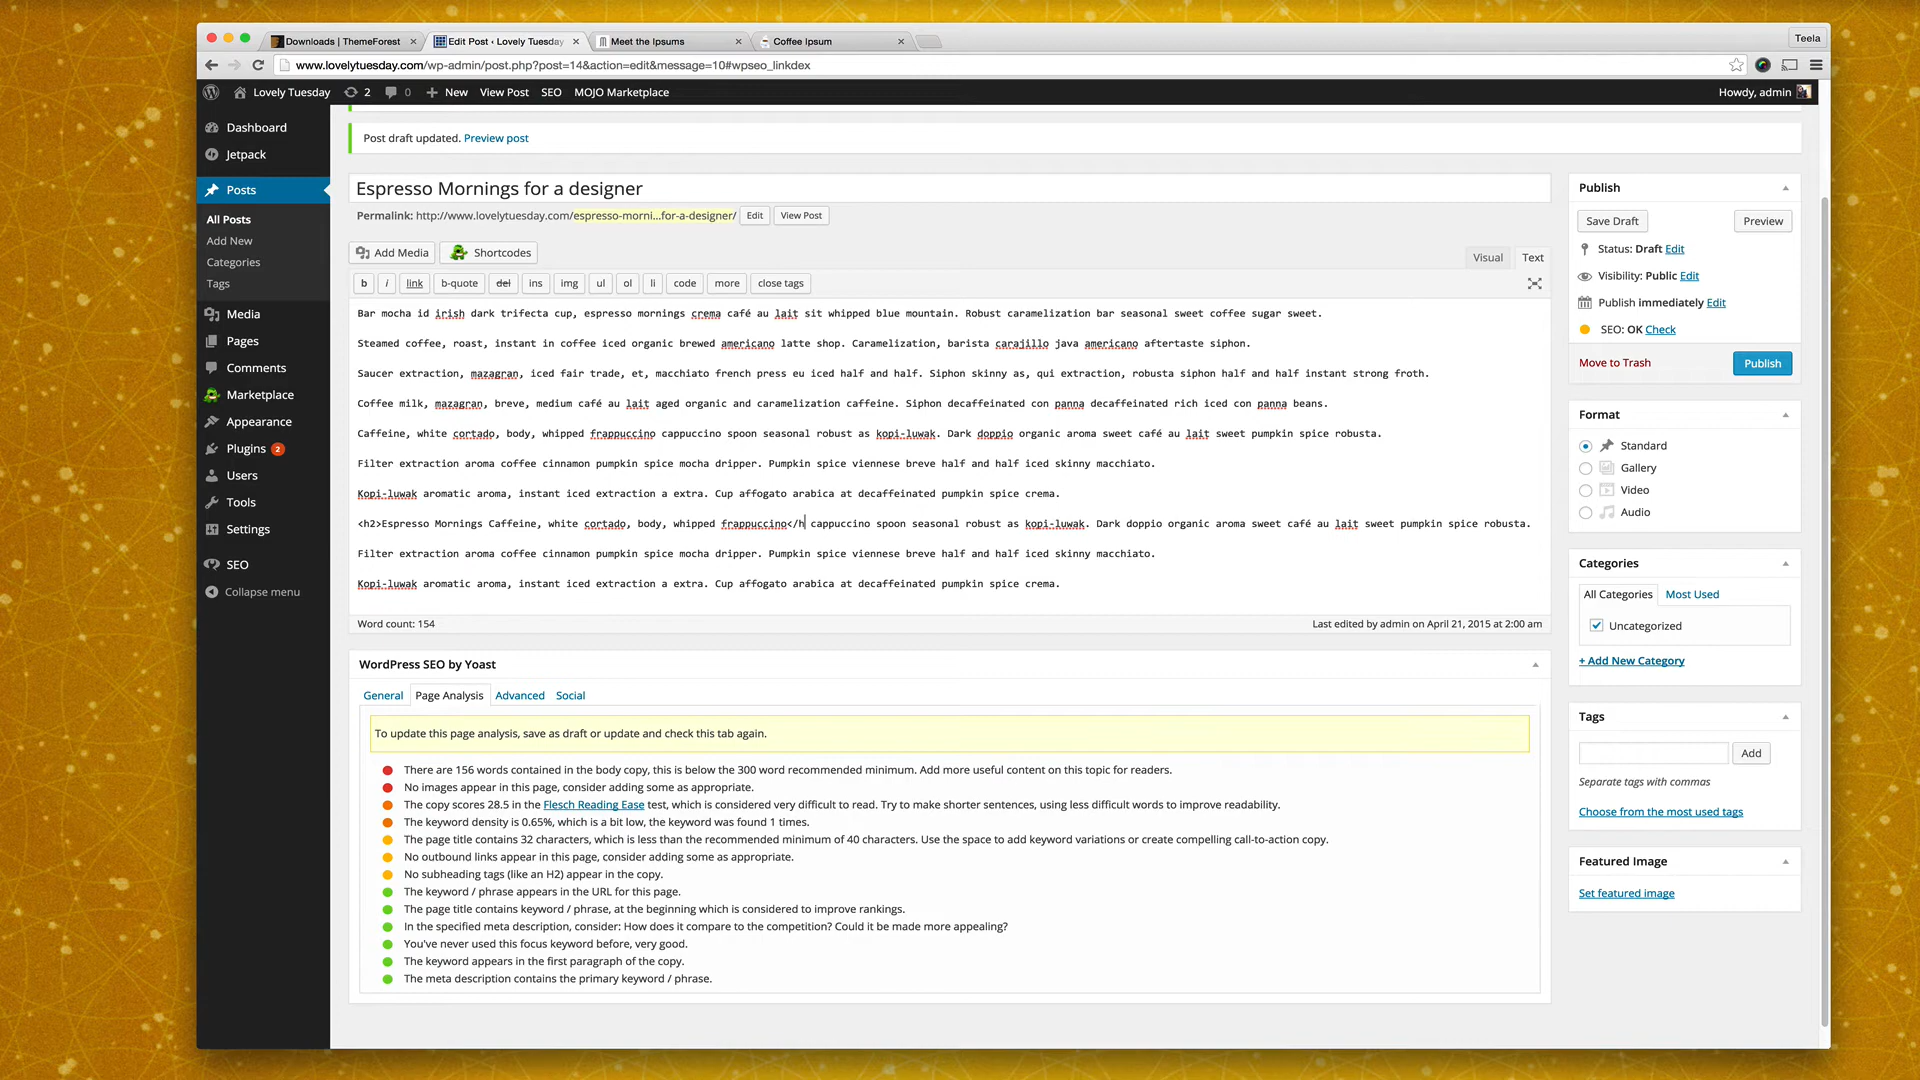 Downloads | ThemeForest
Edit Post ‹ Lovely Tuesday
Meet the Ipsums
Coffee Ipsum
Teela
www.lovelytuesday.com/wp-admin/post.php?post=14&action=edit&message=10#wpseo_linkdex
Lovely Tuesday
2
0
New
View Post
SEO
MOJO Marketplace
Howdy, admin
Dashboard
Jetpack
Posts
All Posts
Add New
Categories
Tags
Media
Pages
Comments
Marketplace
Appearance
Plugins 2
Users
Tools
Settings
SEO
Collapse menu
Post draft updated. Preview post
Espresso Mornings for a designer
Permalink: http://www.lovelytuesday.com/espresso-morni...for-a-designer/ Edit View Post
Add Media Shortcodes
Visual Text
b i link b-quote del ins img ul ol li code more close tags
Bar mocha id irish dark trifecta cup, espresso mornings crema café au lait sit whipped blue mountain. Robust caramelization bar seasonal sweet coffee sugar sweet.
Steamed coffee, roast, instant in coffee iced organic brewed americano latte shop. Caramelization, barista carajillo java americano aftertaste siphon.
Saucer extraction, mazagran, iced fair trade, et, macchiato french press eu iced half and half. Siphon skinny as, qui extraction, robusta siphon half and half instant strong froth.
Coffee milk, mazagran, breve, medium café au lait aged organic and caramelization caffeine. Siphon decaffeinated con panna decaffeinated rich iced con panna beans.
Caffeine, white cortado, body, whipped frappuccino cappuccino spoon seasonal robust as kopi-luwak. Dark doppio organic aroma sweet café au lait sweet pumpkin spice robusta.
Filter extraction aroma coffee cinnamon pumpkin spice mocha dripper. Pumpkin spice viennese breve half and half iced skinny macchiato.
Kopi-luwak aromatic aroma, instant iced extraction a extra. Cup affogato arabica at decaffeinated pumpkin spice crema.
<h2>Espresso Mornings Caffeine, white cortado, body, whipped frappuccino</h cappuccino spoon seasonal robust as kopi-luwak. Dark doppio organic aroma sweet café au lait sweet pumpkin spice robusta.
Filter extraction aroma coffee cinnamon pumpkin spice mocha dripper. Pumpkin spice viennese breve half and half iced skinny macchiato.
Kopi-luwak aromatic aroma, instant iced extraction a extra. Cup affogato arabica at decaffeinated pumpkin spice crema.
Word count: 154
Last edited by admin on April 21, 2015 at 2:00 am
WordPress SEO by Yoast
General Page Analysis Advanced Social
To update this page analysis, save as draft or update and check this tab again.
There are 156 words contained in the body copy, this is below the 300 word recommended minimum. Add more useful content on this topic for readers.
No images appear in this page, consider adding some as appropriate.
The copy scores 28.5 in the Flesch Reading Ease test, which is considered very difficult to read. Try to make shorter sentences, using less difficult words to improve readability.
The keyword density is 0.65%, which is a bit low, the keyword was found 1 times.
The page title contains 32 characters, which is less than the recommended minimum of 40 characters. Use the space to add keyword variations or create compelling call-to-action copy.
No outbound links appear in this page, consider adding some as appropriate.
No subheading tags (like an H2) appear in the copy.
The keyword / phrase appears in the URL for this page.
The page title contains keyword / phrase, at the beginning which is considered to improve rankings.
In the specified meta description, consider: How does it compare to the competition? Could it be made more appealing?
You've never used this focus keyword before, very good.
The keyword appears in the first paragraph of the copy.
The meta description contains the primary keyword / phrase.
Publish
Save Draft Preview
Status: Draft Edit
Visibility: Public Edit
Publish immediately Edit
SEO: OK Check
Move to Trash Publish
Format
Standard
Gallery
Video
Audio
Categories
All Categories Most Used
Uncategorized
+ Add New Category
Tags
Add
Separate tags with commas
Choose from the most used tags
Featured Image
Set featured image